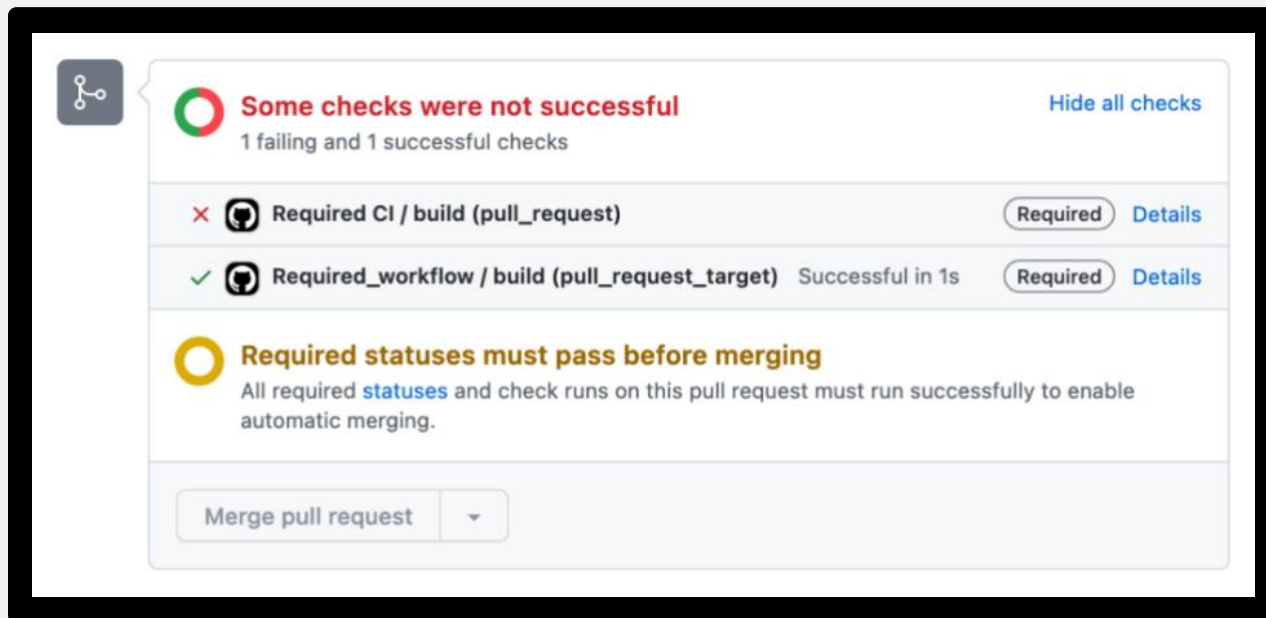 Some checks were not successful
Hide all checks
1 failing and 1 successful checks
Required CI / build (pull_request)
Required
Details
Required_workflow / build (pull_request_target)
Successful in 1s
Required
Details
Required statuses must pass before merging
All required statuses and check runs on this pull request must run successfully to enable
automatic merging.
Merge pull request